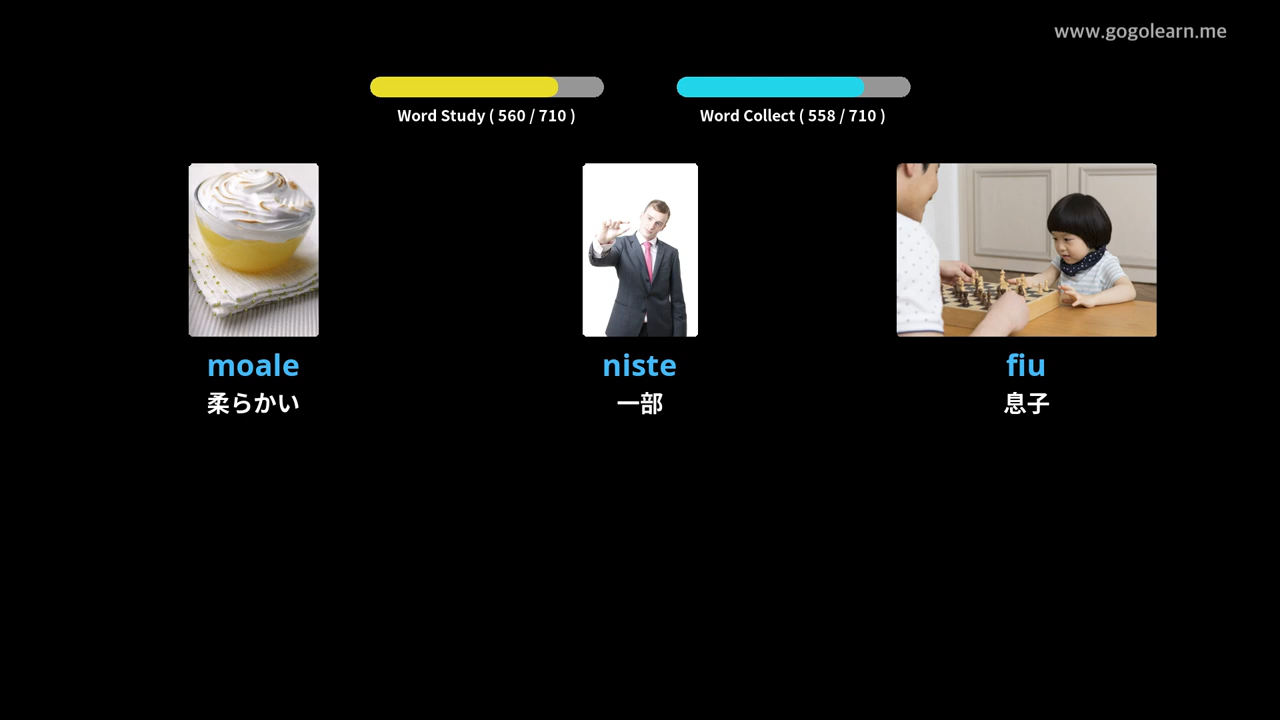 www.gogolearn.me
Word Study ( 560 / 710 )
Word Collect ( 558 / 710 )
moale
niste
fiu
柔らかい
一部
息子